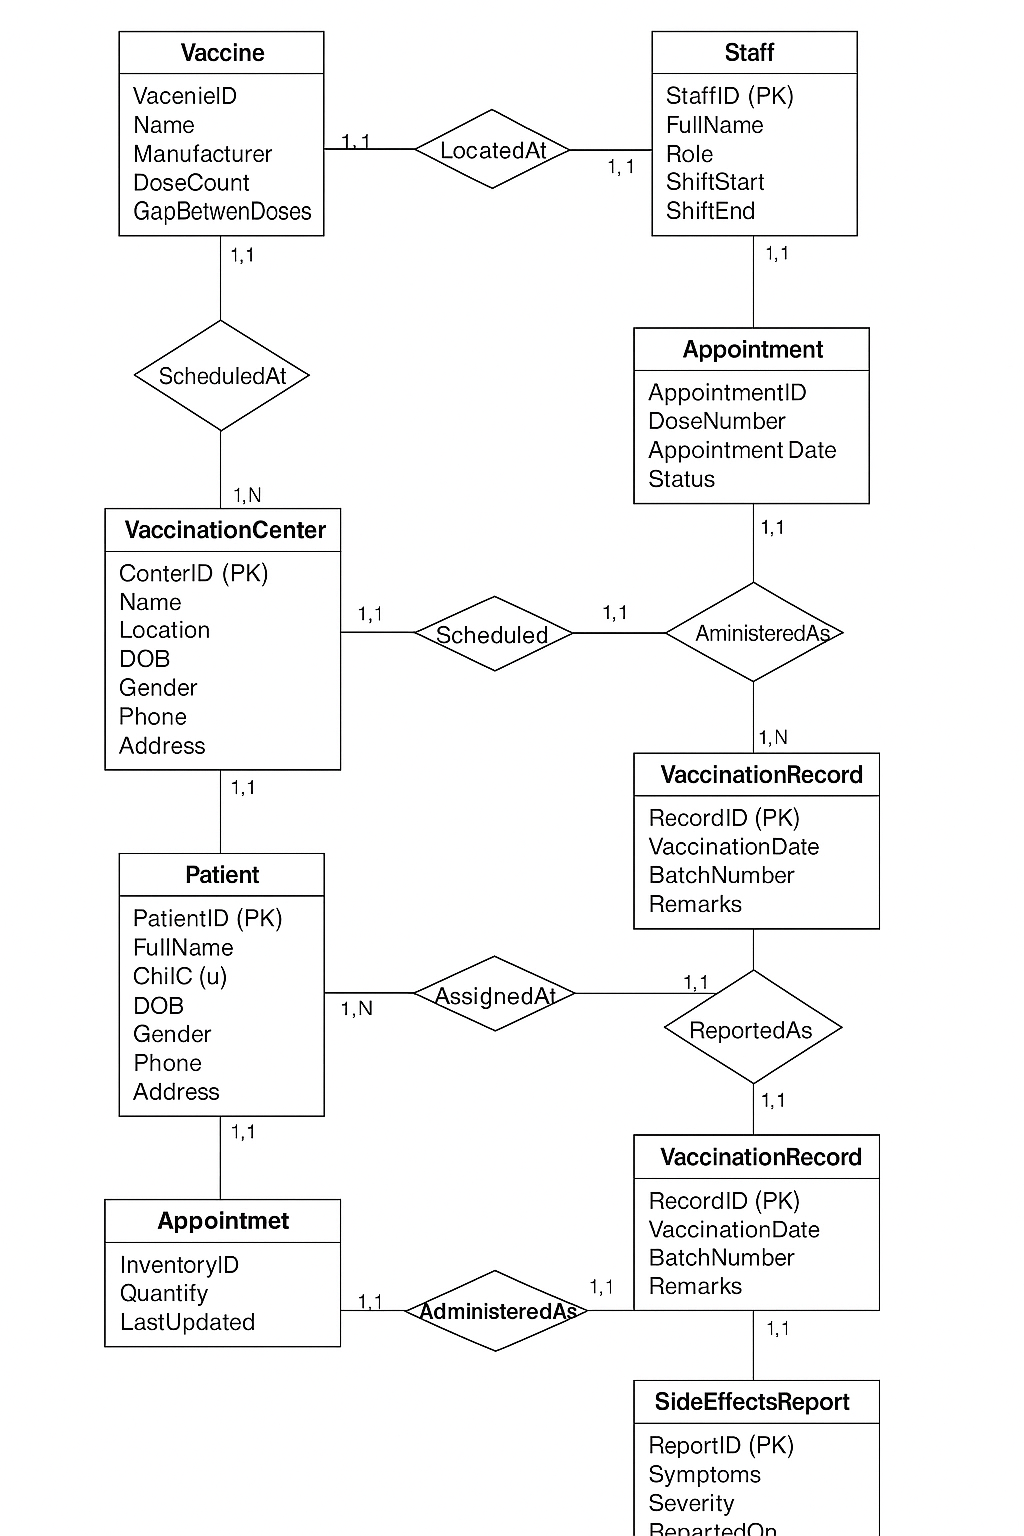 Vaccine
VacenieID
Name
Manufacturer
DoseCount
GapBetwenDoses
1,1
LocatedAt
1,1
Staff
StaffID (PK)
FullName
Role
ShiftStart
ShiftEnd
1,1
1,1
ScheduledAt
1,N
Appointment
AppointmentID
DoseNumber
Appointment Date
Status
1,1
VaccinationCenter
ConterID (PK)
Name
Location
DOB
Gender
Phone
Address
1,1
Scheduled
1,1
AministeredAs
1,N
1,1
VaccinationRecord
RecordID (PK)
VaccinationDate
BatchNumber
Remarks
Patient
PatientID (PK)
FullName
ChilC (u)
DOB
Gender
Phone
Address
1,N
AssignedAt
1,1
ReportedAs
1,1
1,1
VaccinationRecord
RecordID (PK)
VaccinationDate
BatchNumber
Remarks
Appointmet
InventoryID
Quantify
LastUpdated
1,1
AdministeredAs
1,1
1,1
SideEffectsReport
ReportID (PK)
Symptoms
Severity
RepartedOn